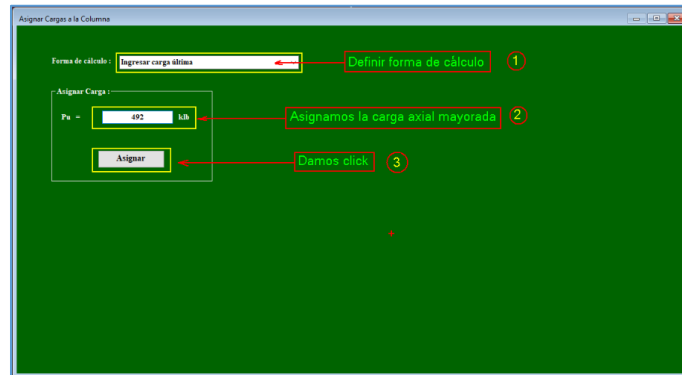 Asignar Cargas a la Columna
Forma de cálculo : Ingresar carga última Definir forma de cálculo 1
Asignar Carga :
Pu = 492 klb Asignamos la carga axial mayorada 2
Asignar Damos click 3